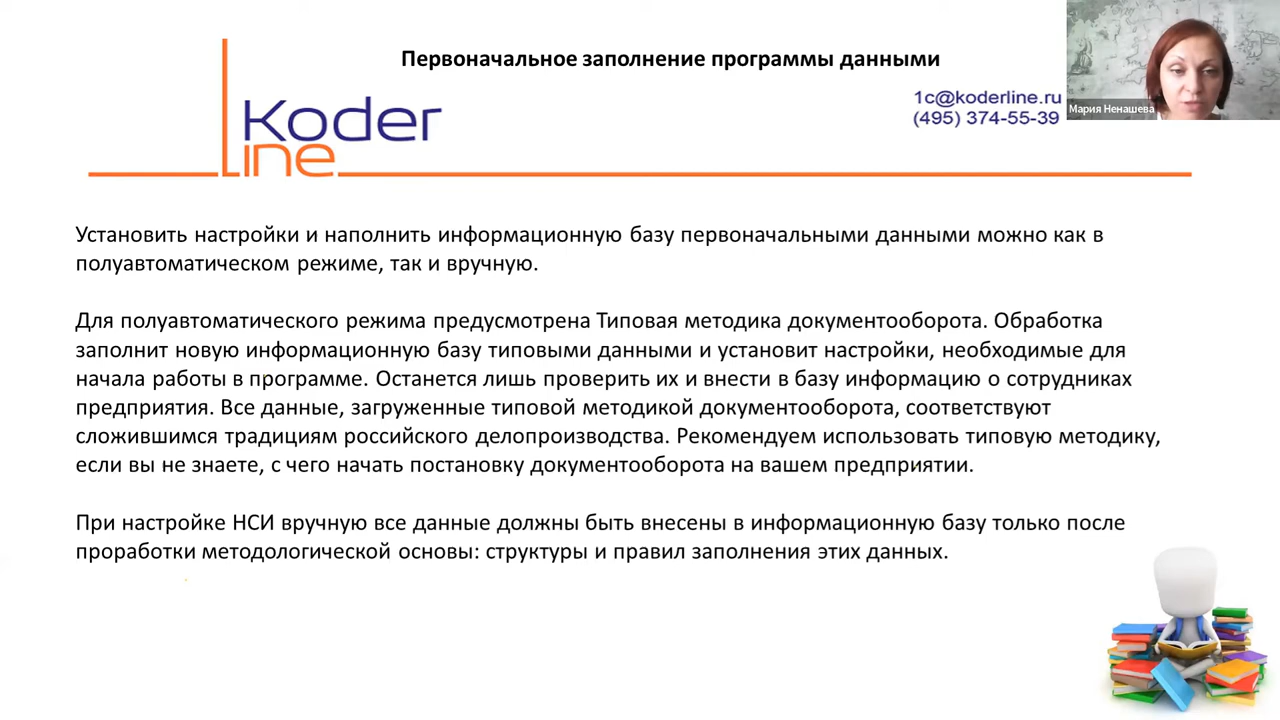 Первоначальное заполнение программы данными
Koder
Line
1c@koderline.ru
(495) 374-55-39
Мария Ненашева
Установить настройки и наполнить информационную базу первоначальными данными можно как в
полуавтоматическом режиме, так и вручную.
Для полуавтоматического режима предусмотрена Типовая методика документооборота. Обработка
заполнит новую информационную базу типовыми данными и установит настройки, необходимые для
начала работы в программе. Останется лишь проверить их и внести в базу информацию о сотрудниках
предприятия. Все данные, загруженные типовой методикой документооборота, соответствуют
сложившимся традициям российского делопроизводства. Рекомендуем использовать типовую методику,
если вы не знаете, с чего начать постановку документооборота на вашем предприятии.
При настройке НСИ вручную все данные должны быть внесены в информационную базу только после
проработки методологической основы: структуры и правил заполнения этих данных.